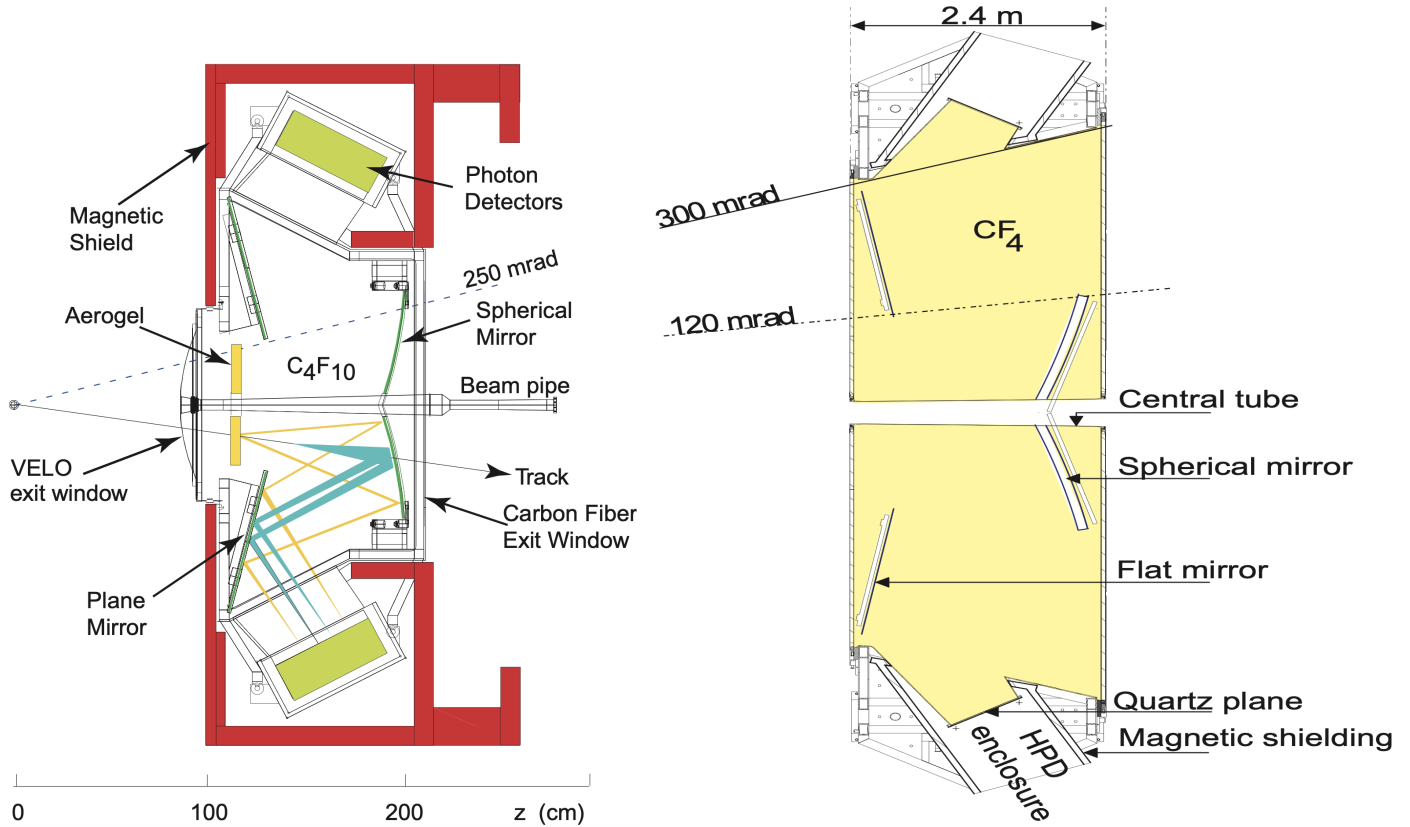 Magnetic
Shield
Photon
Detectors
250 mrad
Aerogel
Spherical
Mirror
C4F10
Beam pipe
VELO
exit window
Track
Carbon Fiber
Exit Window
Plane
Mirror
0
100
200
z (cm)
2.4 m
300 mrad
CF4
120 mrad
Central tube
Spherical mirror
Flat mirror
Quartz plane
Magnetic shielding
HPD
enclosure